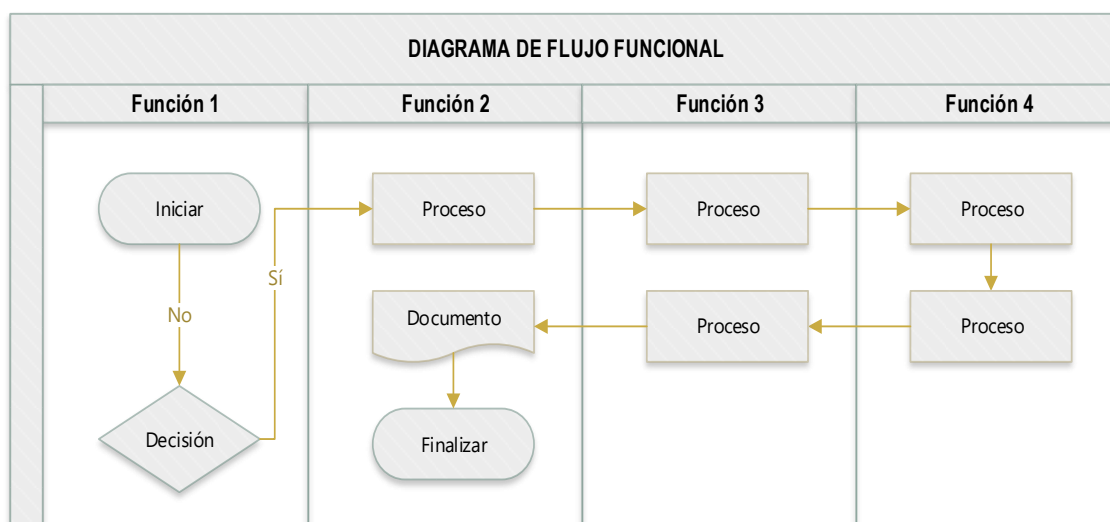 DIAGRAMA DE FLUJO FUNCIONAL
Función 1
Función 2
Función 3
Función 4
Iniciar
Proceso
Proceso
Proceso
Sí
No
Documento
Proceso
Proceso
Decisión
Finalizar